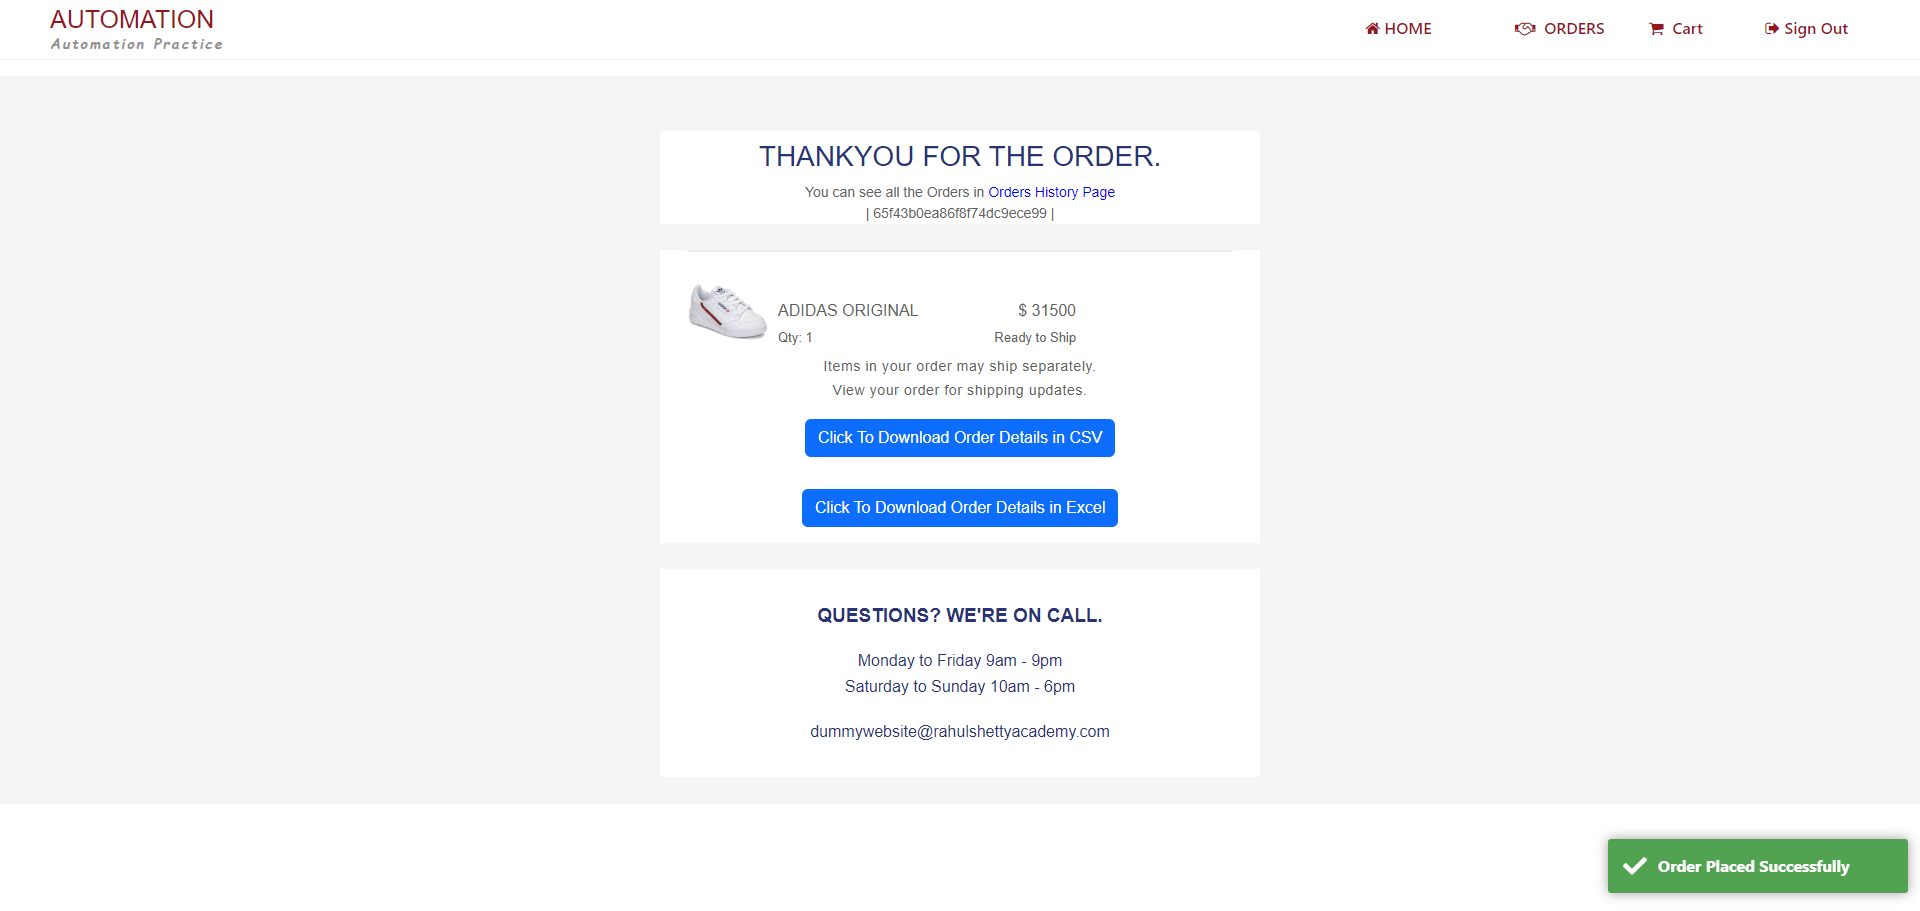 AUTOMATION
Automation Practice
HOME
ORDERS
Cart
Sign Out
THANKYOU FOR THE ORDER.
You can see all the Orders in Orders History Page
| 65f43b0ea86f8f74dc9ece99 |
ADIDAS ORIGINAL
$ 31500
Qty: 1
Ready to Ship
Items in your order may ship separately.
View your order for shipping updates.
Click To Download Order Details in CSV
Click To Download Order Details in Excel
QUESTIONS? WE'RE ON CALL.
Monday to Friday 9am - 9pm
Saturday to Sunday 10am - 6pm
dummywebsite@rahulshettyacademy.com
Order Placed Successfully